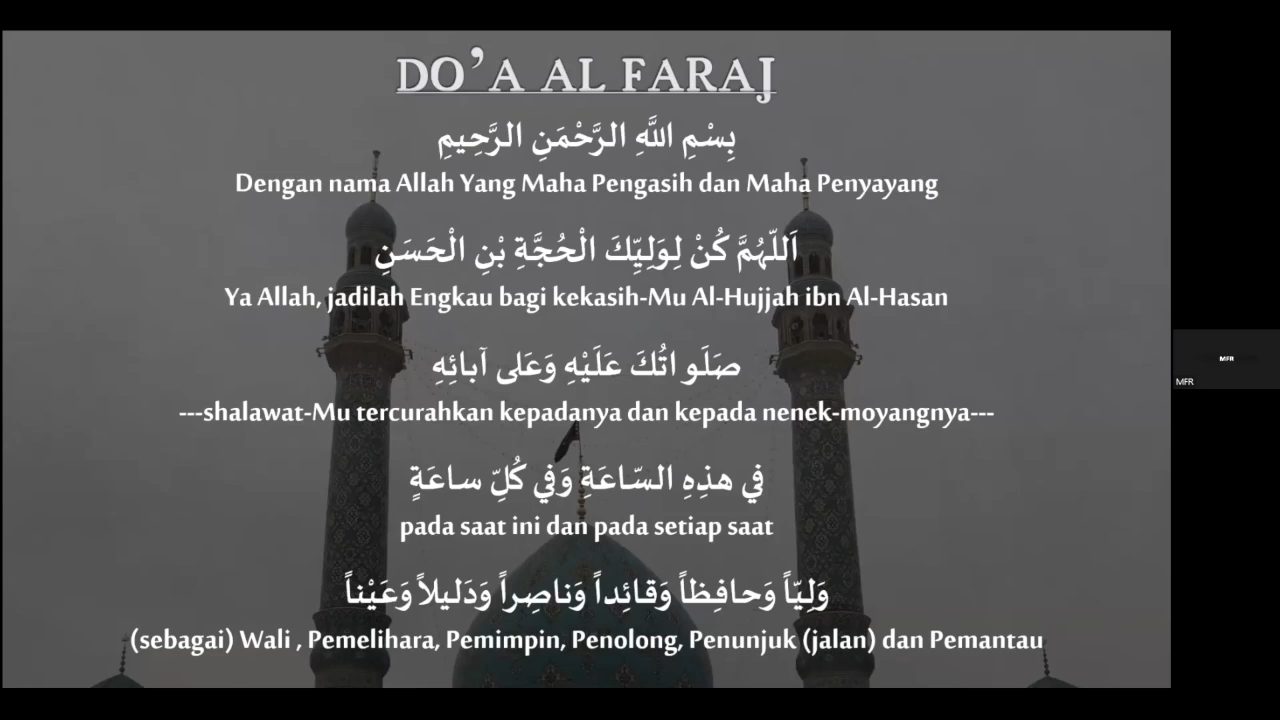 DO’A AL FARAJ
بِسْمِ اللَّهِ الرَّحْمَنِ الرَّحِيمِ
Dengan nama Allah Yang Maha Pengasih dan Maha Penyayang
اَللّهُمَّ كُنْ لِوَلِيِّكَ الْحُجَّةِ بْنِ الْحَسَنِ
Ya Allah, jadilah Engkau bagi kekasih-Mu Al-Hujjah ibn Al-Hasan
صَلَو اتُكَ عَلَيْهِ وَعَلى آبائِهِ
---shalawat-Mu tercurahkan kepadanya dan kepada nenek-moyangnya---
في هذِهِ السّاعَةِ وَفي كُلِّ ساعَةٍ
pada saat ini dan pada setiap saat
وَلِيّاً وَحافِظاً وَقائِداً وَناصِراً وَدَليلاً وَعَيْناً
(sebagai) Wali , Pemelihara, Pemimpin, Penolong, Penunjuk (jalan) dan Pemantau
MFR
MFR